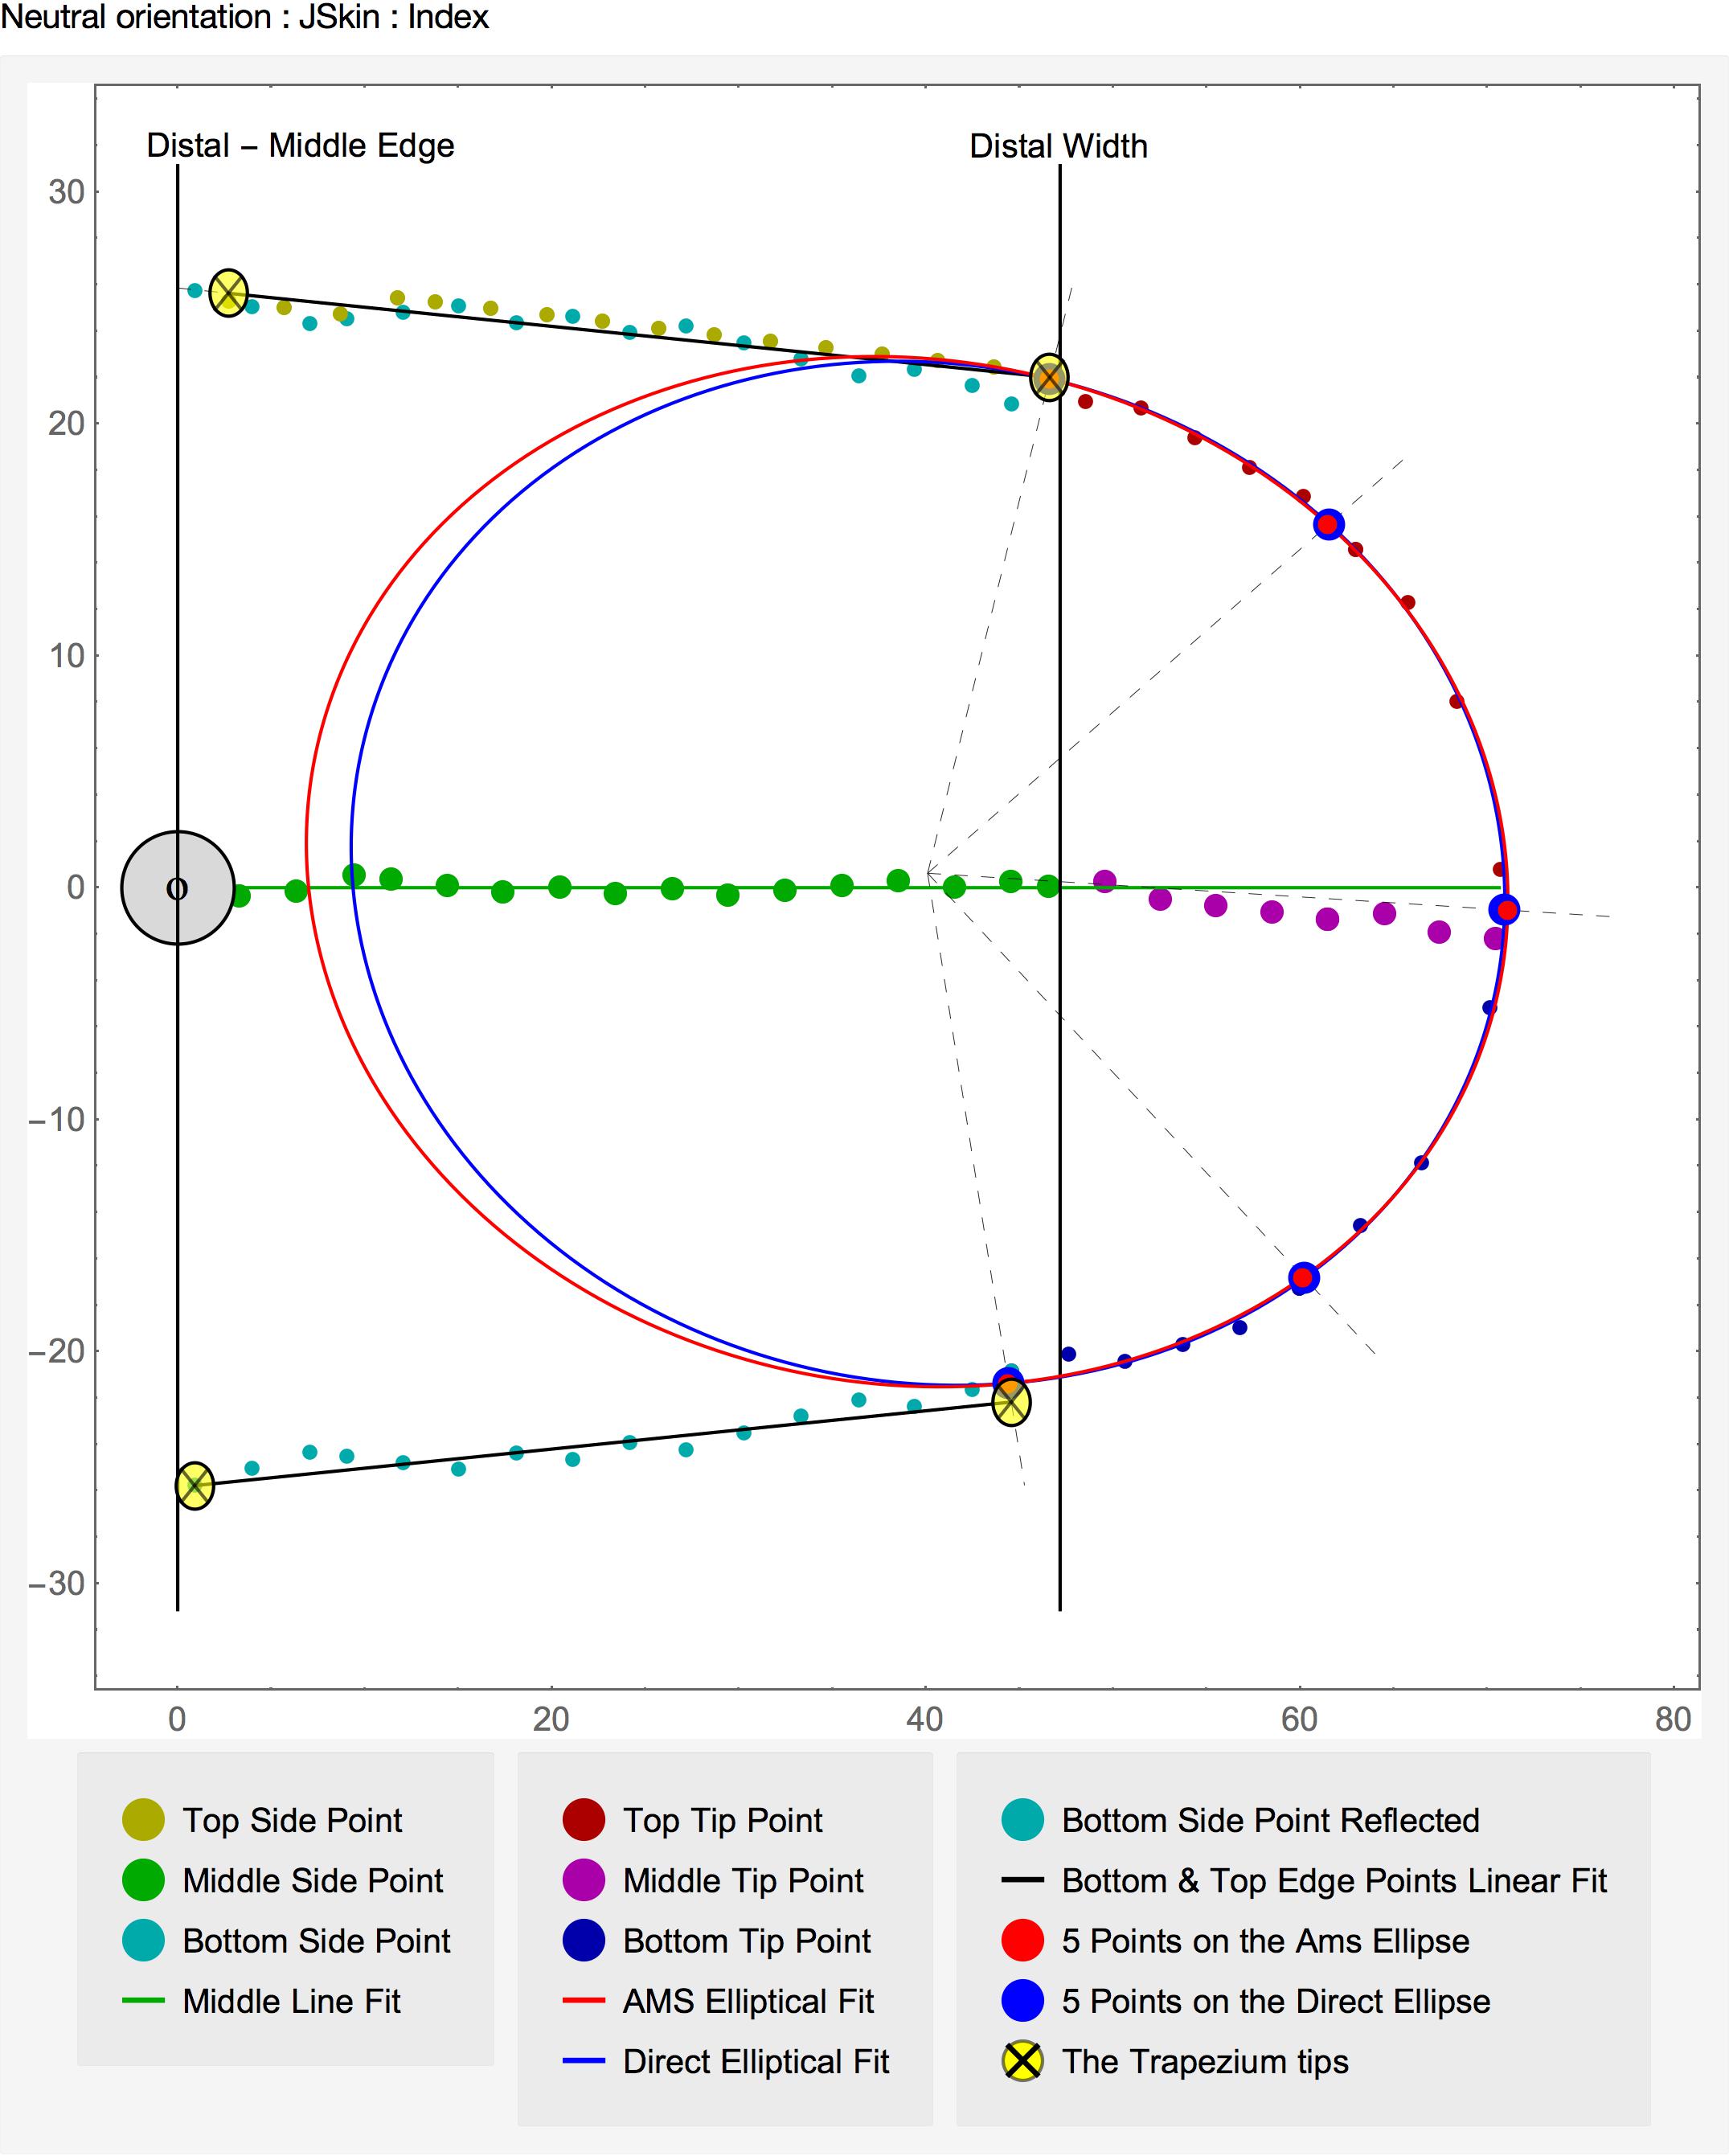 Neutral orientation : JSkin : Index
Distal – Middle Edge
Distal Width
30
20
10
0
−10
−20
−30
O
0
20
40
60
80
Top Side Point
Middle Side Point
Bottom Side Point
Middle Line Fit
Top Tip Point
Middle Tip Point
Bottom Tip Point
AMS Elliptical Fit
Direct Elliptical Fit
Bottom Side Point Reflected
Bottom & Top Edge Points Linear Fit
5 Points on the Ams Ellipse
5 Points on the Direct Ellipse
The Trapezium tips